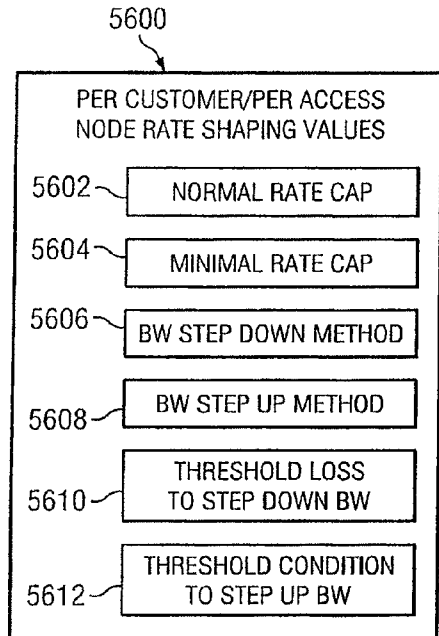 5600
PER CUSTOMER/PER ACCESS
NODE RATE SHAPING VALUES
5602
NORMAL RATE CAP
5604
MINIMAL RATE CAP
5606
BW STEP DOWN METHOD
5608
BW STEP UP METHOD
5610
THRESHOLD LOSS
TO STEP DOWN BW
5612
THRESHOLD CONDITION
TO STEP UP BW